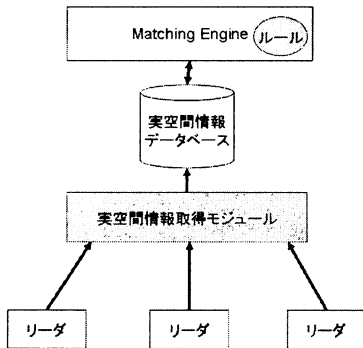 Matching Engine ルール
実空間情報
データベース
実空間情報取得モジュール
リーダ リーダ リーダ